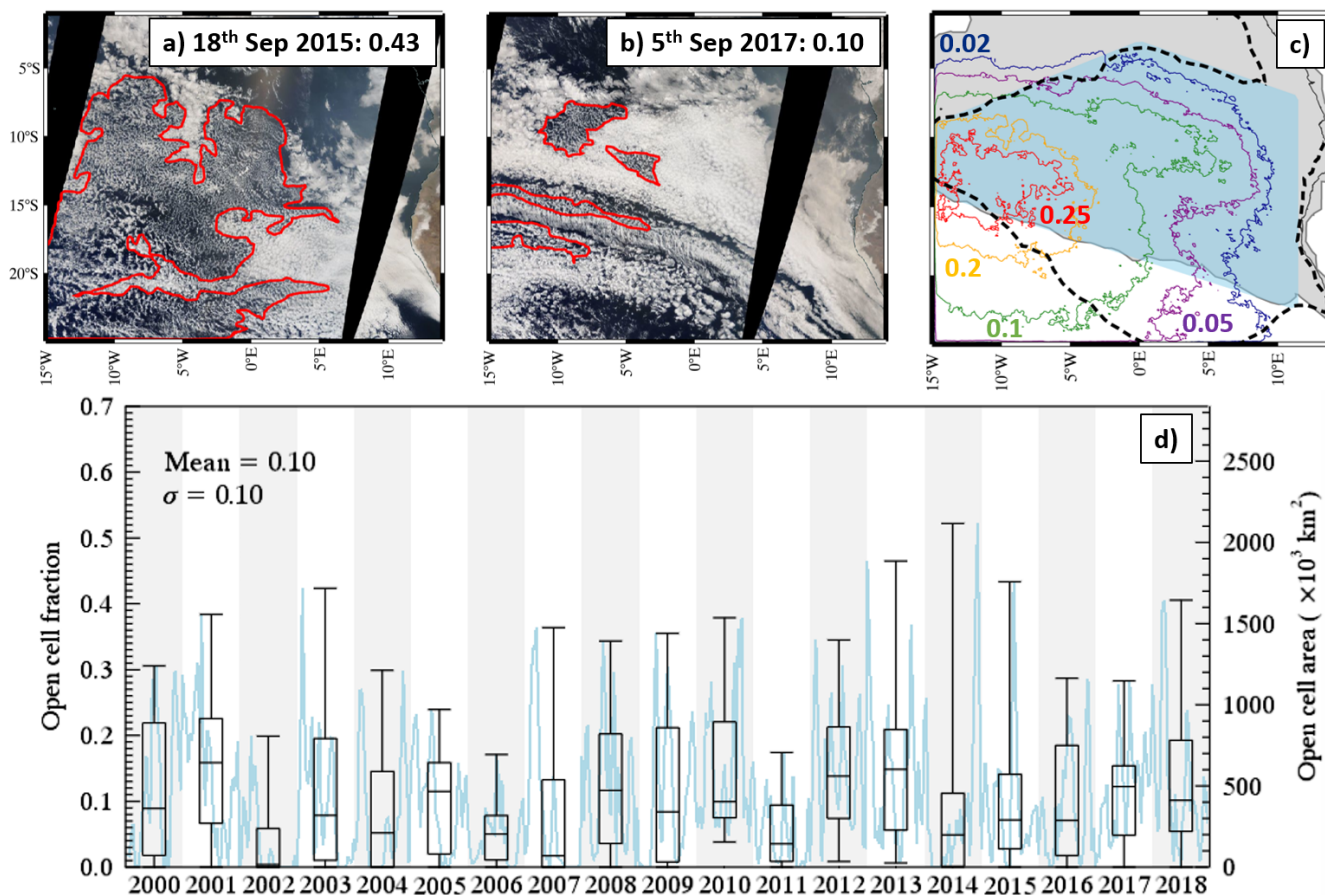 a) 18th Sep 2015: 0.43
b) 5th Sep 2017: 0.10
c)
5°S
10°S
15°S
20°S
15°W
10°W
5°W
0°E
5°E
10°E
15°W
10°W
5°W
0°E
5°E
10°E
0.02
0.25
0.2
0.1
0.05
15°W
10°W
5°W
0°E
5°E
10°E
d)
Mean = 0.10
σ = 0.10
Open cell fraction
0.7
0.6
0.5
0.4
0.3
0.2
0.1
0.0
Open cell area ( ×10³ km²)
2500
2000
1500
1000
500
0
2000 2001 2002 2003 2004 2005 2006 2007 2008 2009 2010 2011 2012 2013 2014 2015 2016 2017 2018